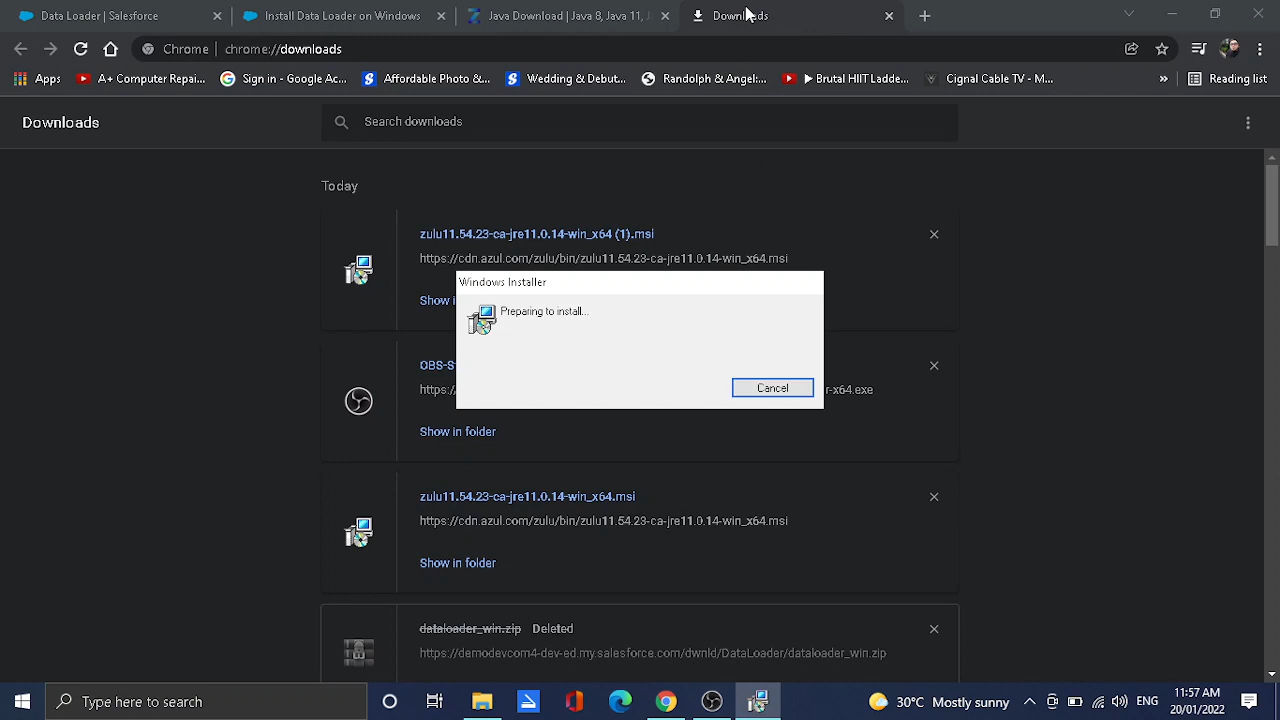 Data Loader | Salesforce
Install Data Loader on Windows
Java Download | Java 8, Java 11, J
Downloads
Chrome | chrome://downloads
Apps
A+ Computer Repai...
Sign in - Google Ac...
Affordable Photo &...
Wedding & Debut...
Randolph & Angel:...
▶ Brutal HIIT Ladde...
Cignal Cable TV - M...
»
Reading list
Downloads
Search downloads
Today
zulu11.54.23-ca-jre11.0.14-win_x64 (1).msi
https://cdn.azul.com/zulu/bin/zulu11.54.23-ca-jre11.0.14-win_x64.msi
Show i
Windows Installer
Preparing to install...
Cancel
OBS-S
https:/
r-x64.exe
Show in folder
zulu11.54.23-ca-jre11.0.14-win_x64.msi
https://cdn.azul.com/zulu/bin/zulu11.54.23-ca-jre11.0.14-win_x64.msi
Show in folder
dataloader_win.zip Deleted
https://demodevcom4-dev-ed.my.salesforce.com/dwnld/DataLoader/dataloader_win.zip
Type here to search
30°C Mostly sunny
ENG
11:57 AM
20/01/2022